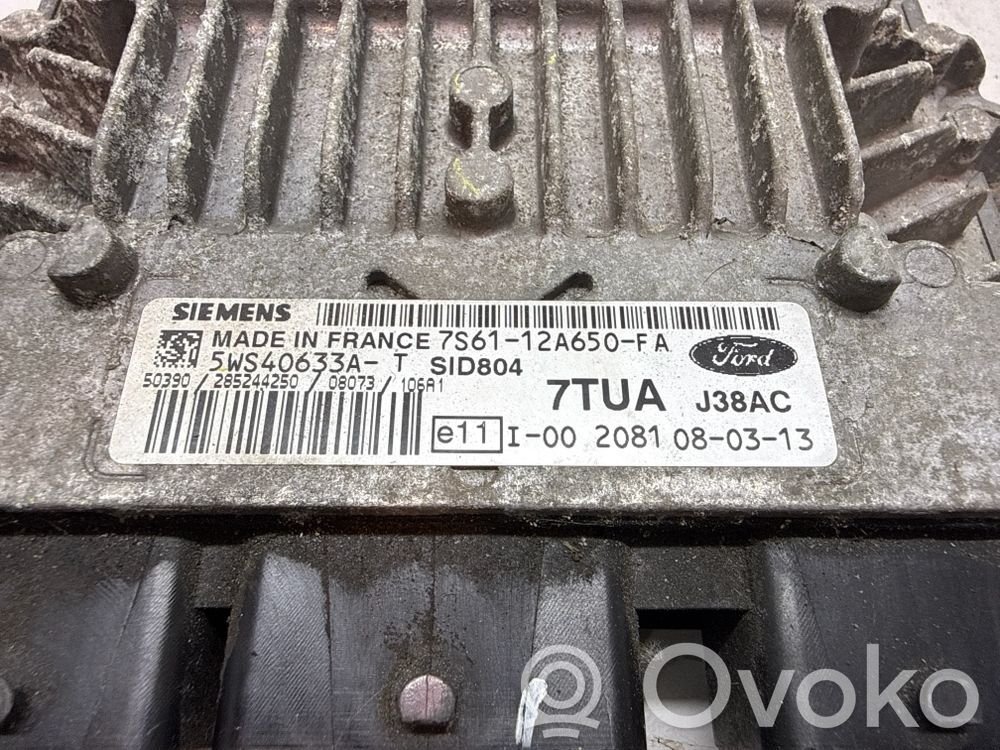 SIEMENS
MADE IN FRANCE 7S61-12A650-FA
5WS40633A-T SID804
Ford
50390 / 285244250 / 08073 / 106A1
7TUA J38AC
e11 I-00 2081 08-03-13
Ovoko